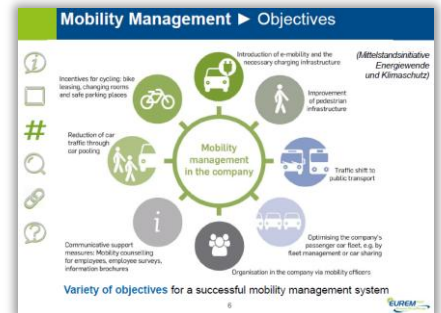 Mobility Management ► Objectives
Introduction of e-mobility and the
necessary charging infrastructure
(Mittelstandsinitiative
Energiewende
und Klimaschutz)
Incentives for cycling: bike
leasing, changing rooms
and safe parking places
Improvement
of pedestrian
infrastructure
#
Reduction of car
traffic through
car pooling
Mobility
management
in the company
Traffic shift to
public transport
i
Communicative support
measures: Mobility counselling
for employees, employee surveys,
information brochures
Optimising the company's
passenger car fleet, e.g. by
fleet management or car sharing
Organisation in the company via mobility officers
Variety of objectives for a successful mobility management system
6
EUREM